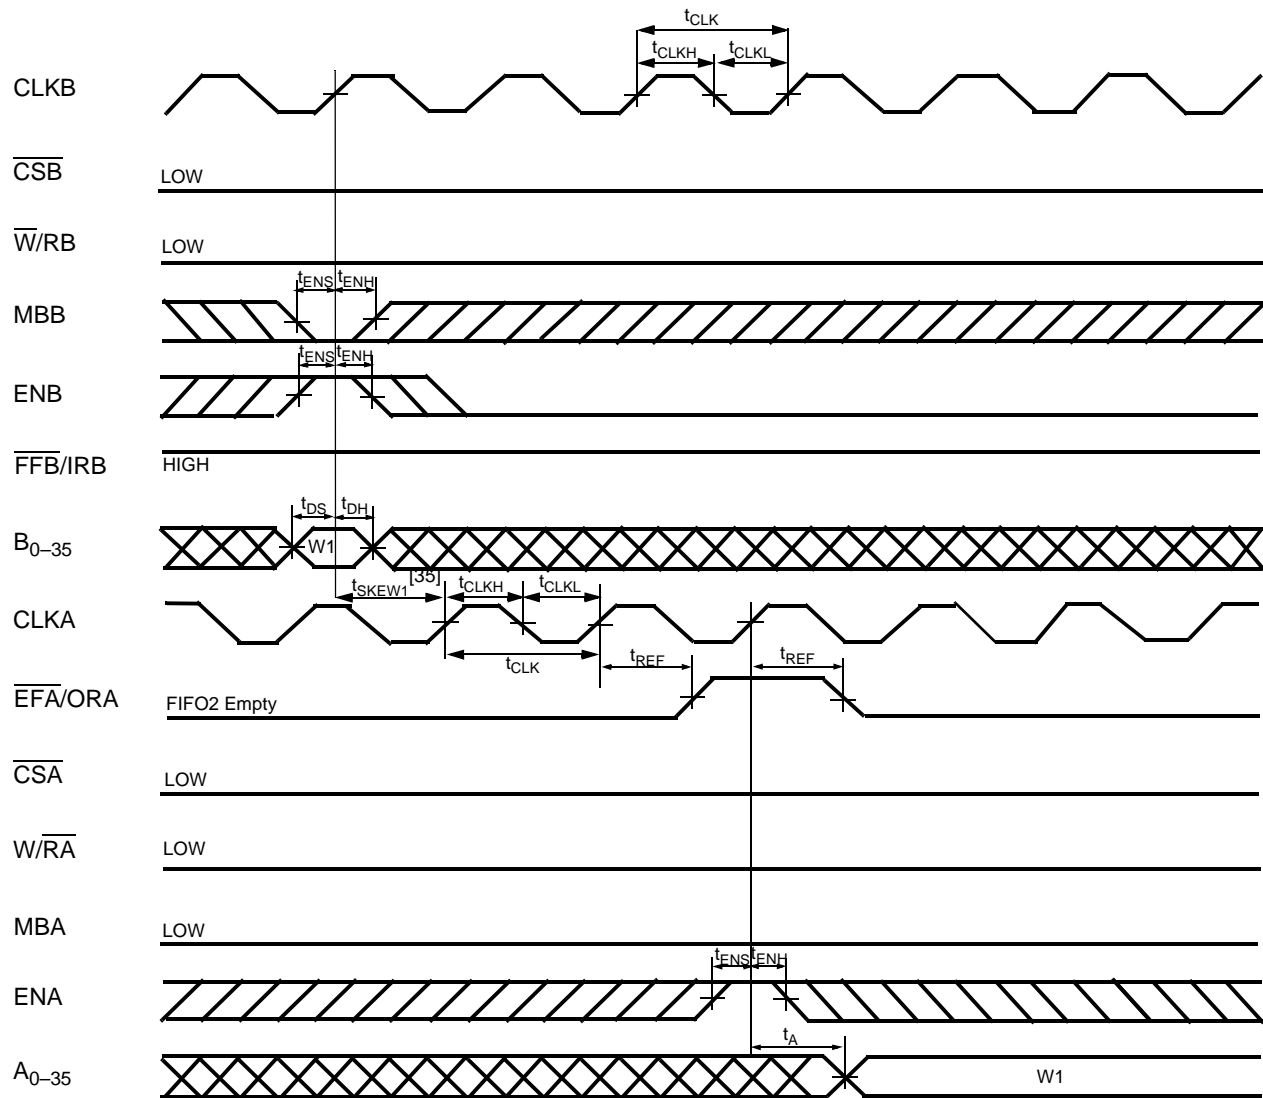 tCLK
tCLKH tCLKL
CLKB
CSB
LOW
W/RB
LOW
tENS tENH
MBB
tENS tENH
ENB
FFB/IRB
HIGH
tDS tDH
B0–35
W1
tSKEW1[35] tCLKH tCLKL
CLKA
tCLK
tREF tREF
EFA/ORA
FIFO2 Empty
CSA
LOW
W/RA
LOW
MBA
LOW
tENS tENH
ENA
tA
A0–35
W1